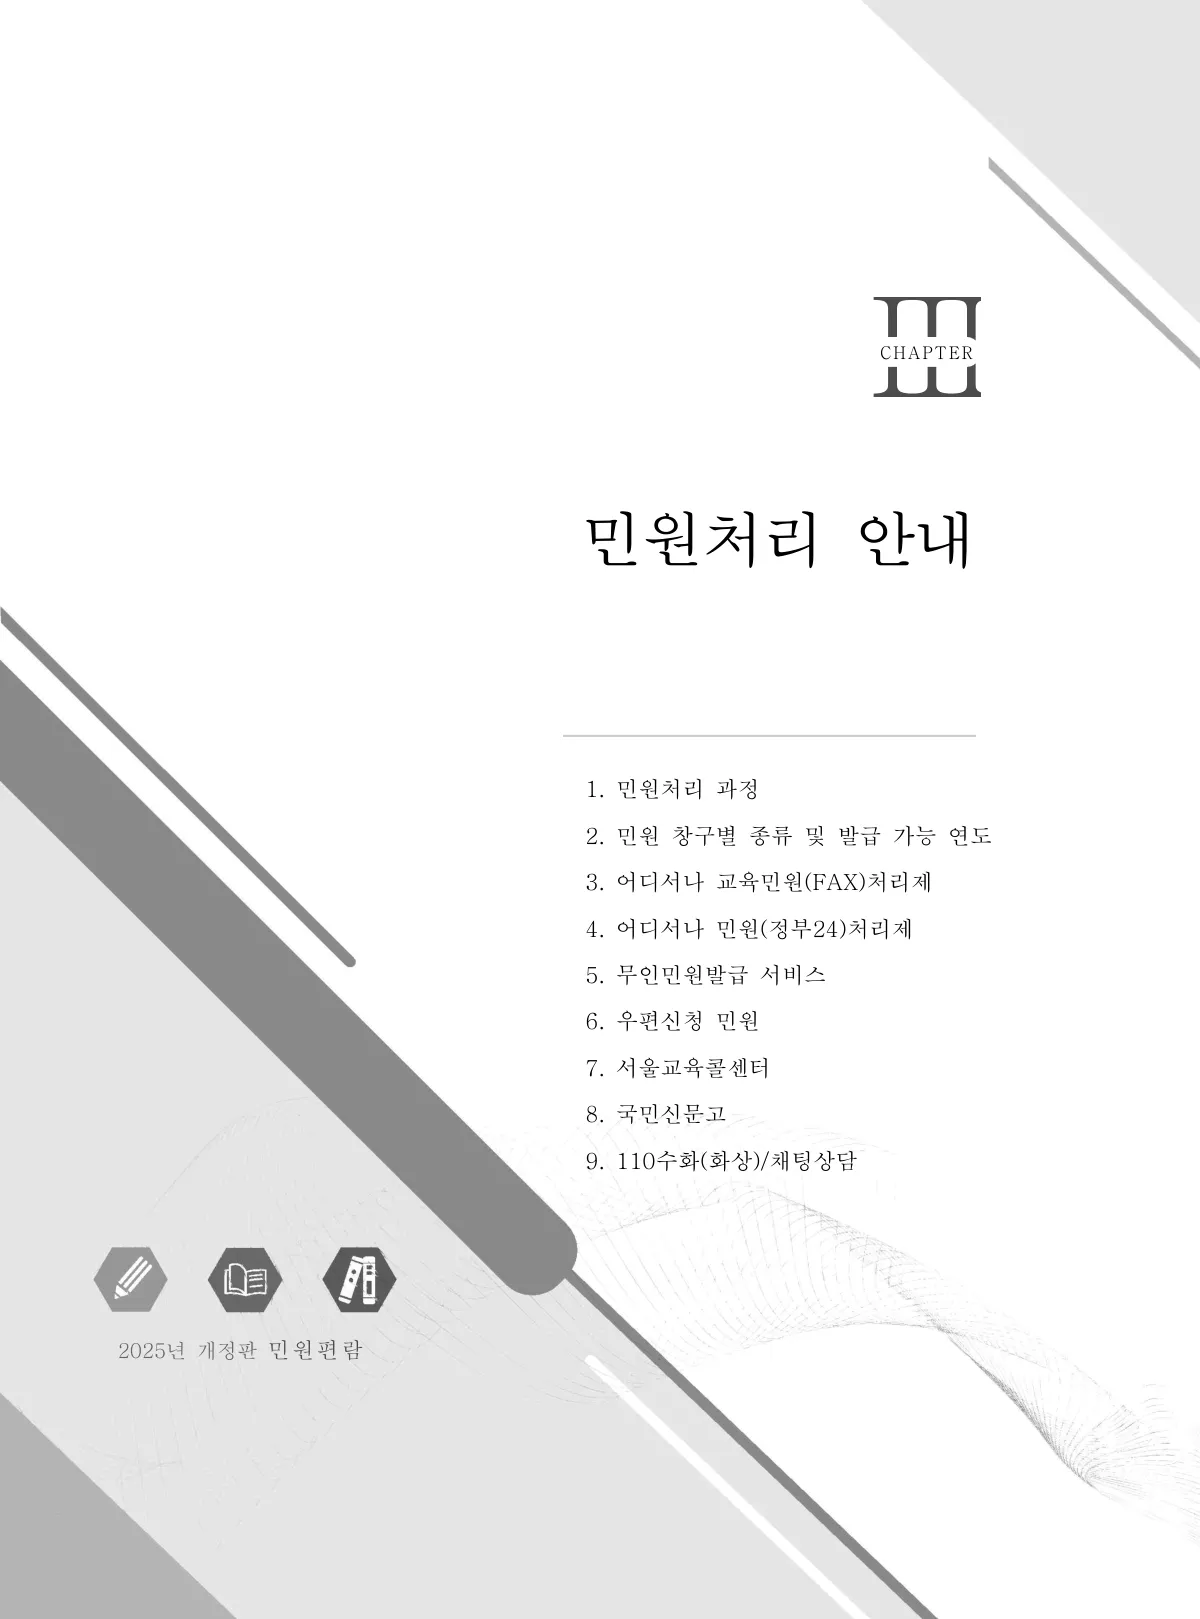 Ⅲ
CHAPTER
민원처리 안내
1. 민원처리 과정
2. 민원 창구별 종류 및 발급 가능 연도
3. 어디서나 교육민원(FAX)처리제
4. 어디서나 민원(정부24)처리제
5. 무인민원발급 서비스
6. 우편신청 민원
7. 서울교육콜센터
8. 국민신문고
9. 110수화(화상)/채팅상담
2025년 개정판 민원편람